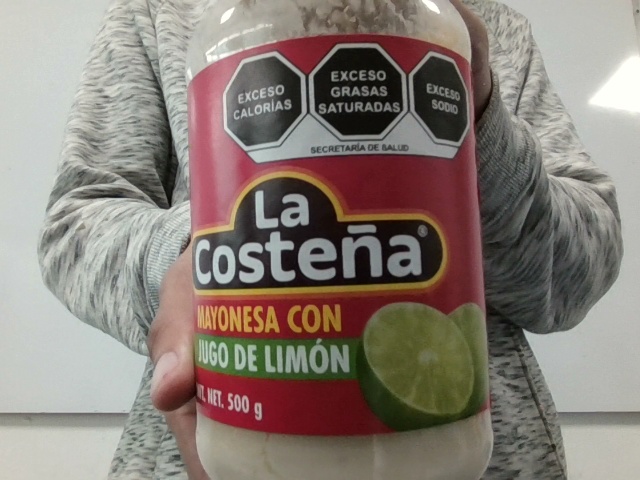 EXCESO
CALORÍAS
EXCESO
GRASAS
SATURADAS
EXCESO
SODIO
SECRETARÍA DE SALUD
La
Costeña®
MAYONESA CON
JUGO DE LIMÓN
NT. NET. 500 g